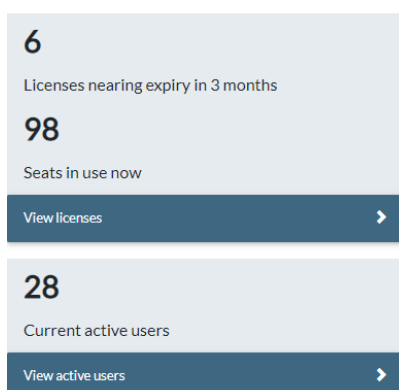 6
Licenses nearing expiry in 3 months
98
Seats in use now
View licenses
28
Current active users
View active users